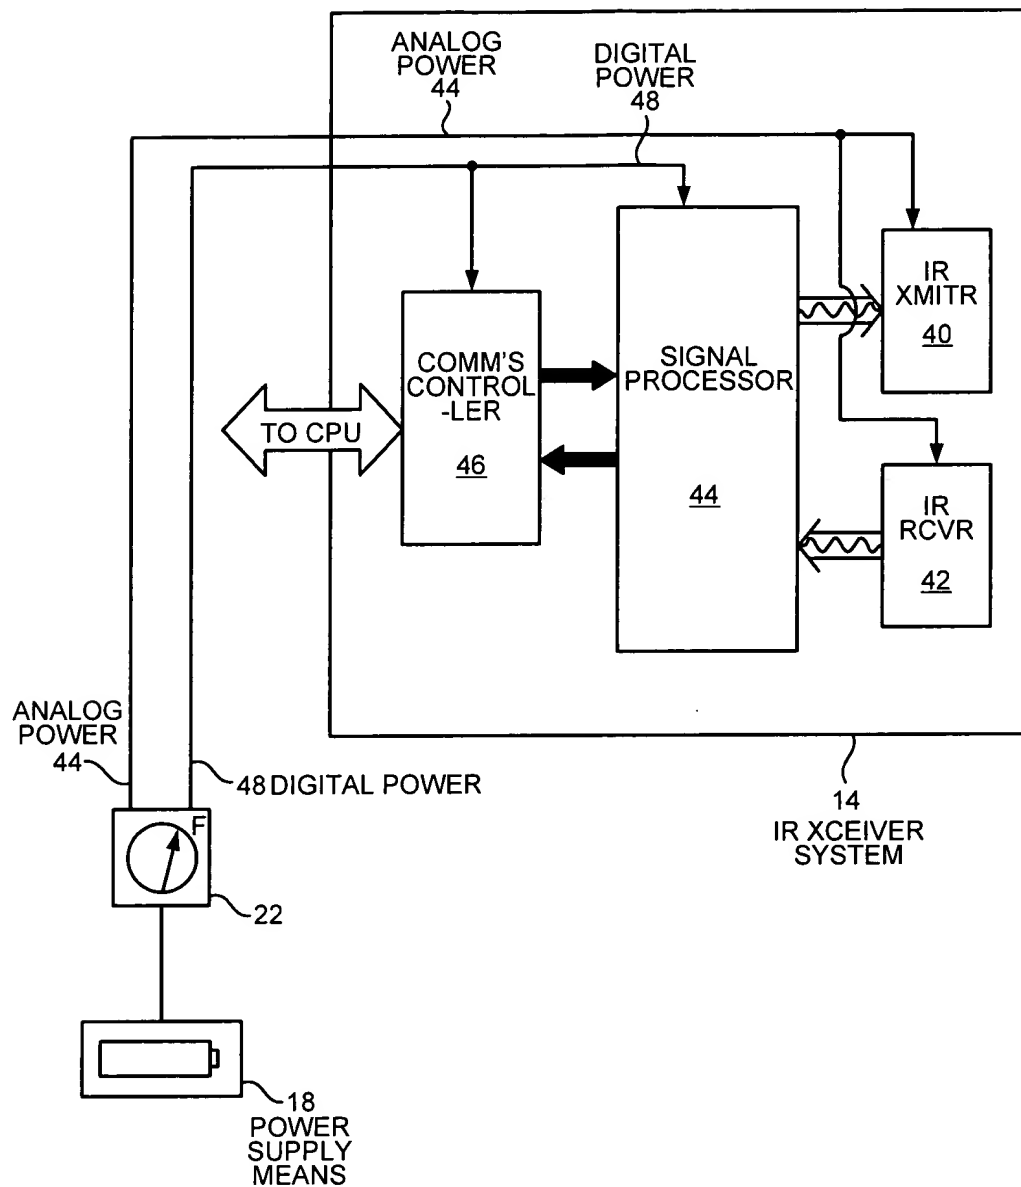 ANALOG
POWER
44
DIGITAL
POWER
48
IR
XMITR
40
COMM'S
CONTROL
-LER
46
SIGNAL
PROCESSOR
44
TO CPU
IR
RCVR
42
ANALOG
POWER
44
48 DIGITAL POWER
14
IR XCEIVER
SYSTEM
F
22
18
POWER
SUPPLY
MEANS